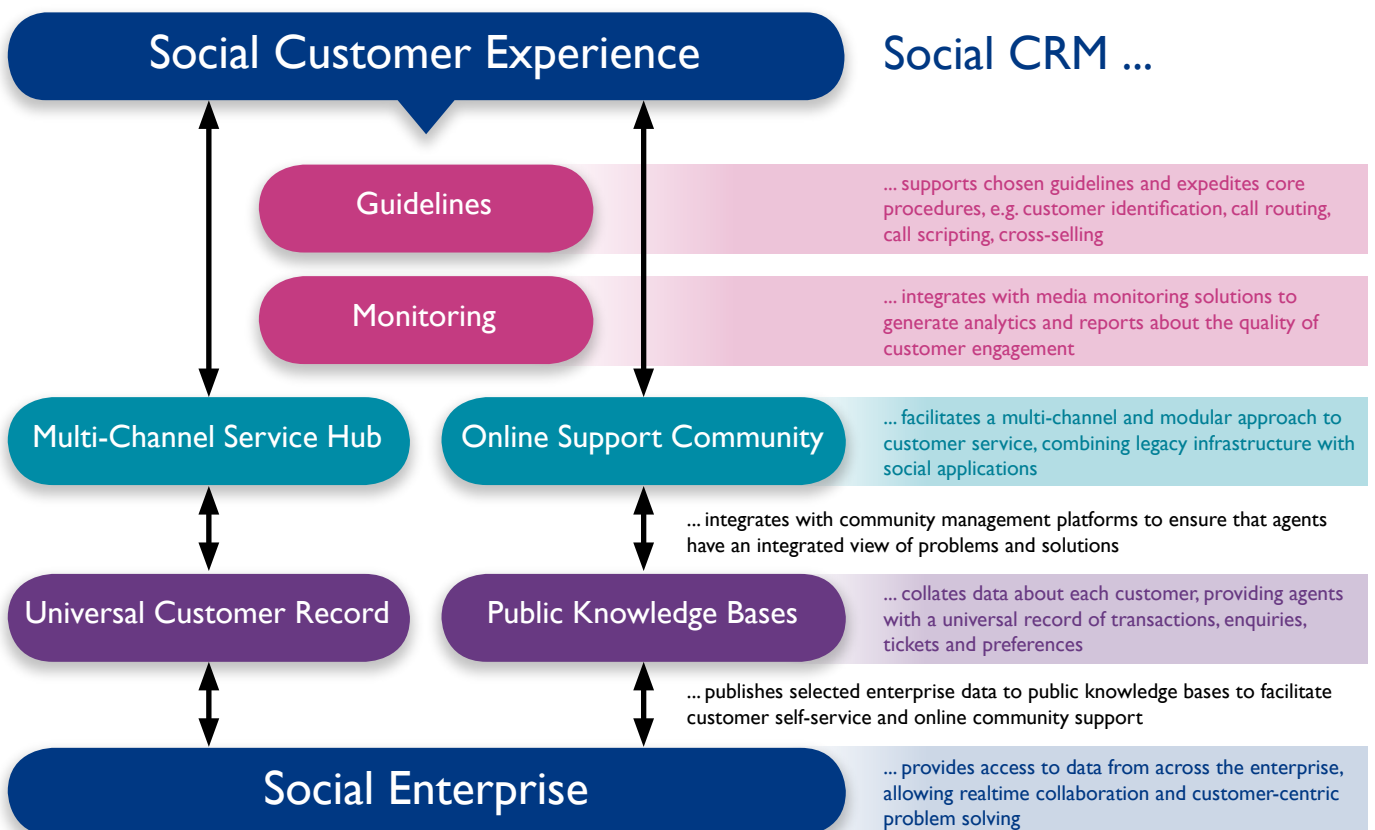 Social Customer Experience
Social CRM ...
Guidelines
... supports chosen guidelines and expedites core
procedures, e.g. customer identification, call routing,
call scripting, cross-selling
Monitoring
... integrates with media monitoring solutions to
generate analytics and reports about the quality of
customer engagement
Multi-Channel Service Hub
Online Support Community
... facilitates a multi-channel and modular approach to
customer service, combining legacy infrastructure with
social applications
... integrates with community management platforms to ensure that agents
have an integrated view of problems and solutions
Universal Customer Record
Public Knowledge Bases
... collates data about each customer, providing agents
with a universal record of transactions, enquiries,
tickets and preferences
... publishes selected enterprise data to public knowledge bases to facilitate
customer self-service and online community support
Social Enterprise
... provides access to data from across the enterprise,
allowing realtime collaboration and customer-centric
problem solving